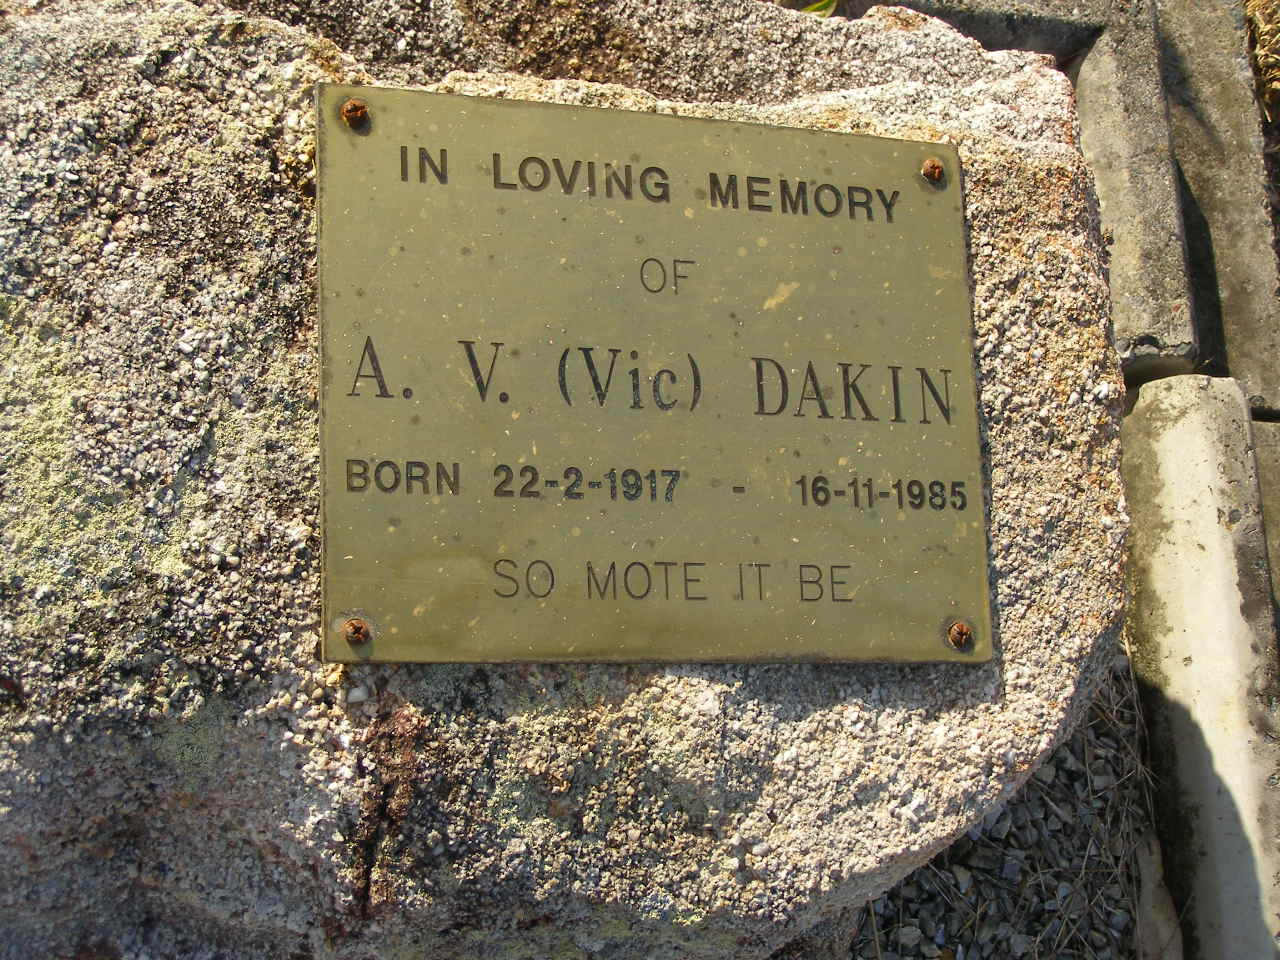 IN LOVING MEMORY
OF
A. V. (Vic) DAKIN
BORN 22-2-1917 - 16-11-1985
SO MOTE IT BE